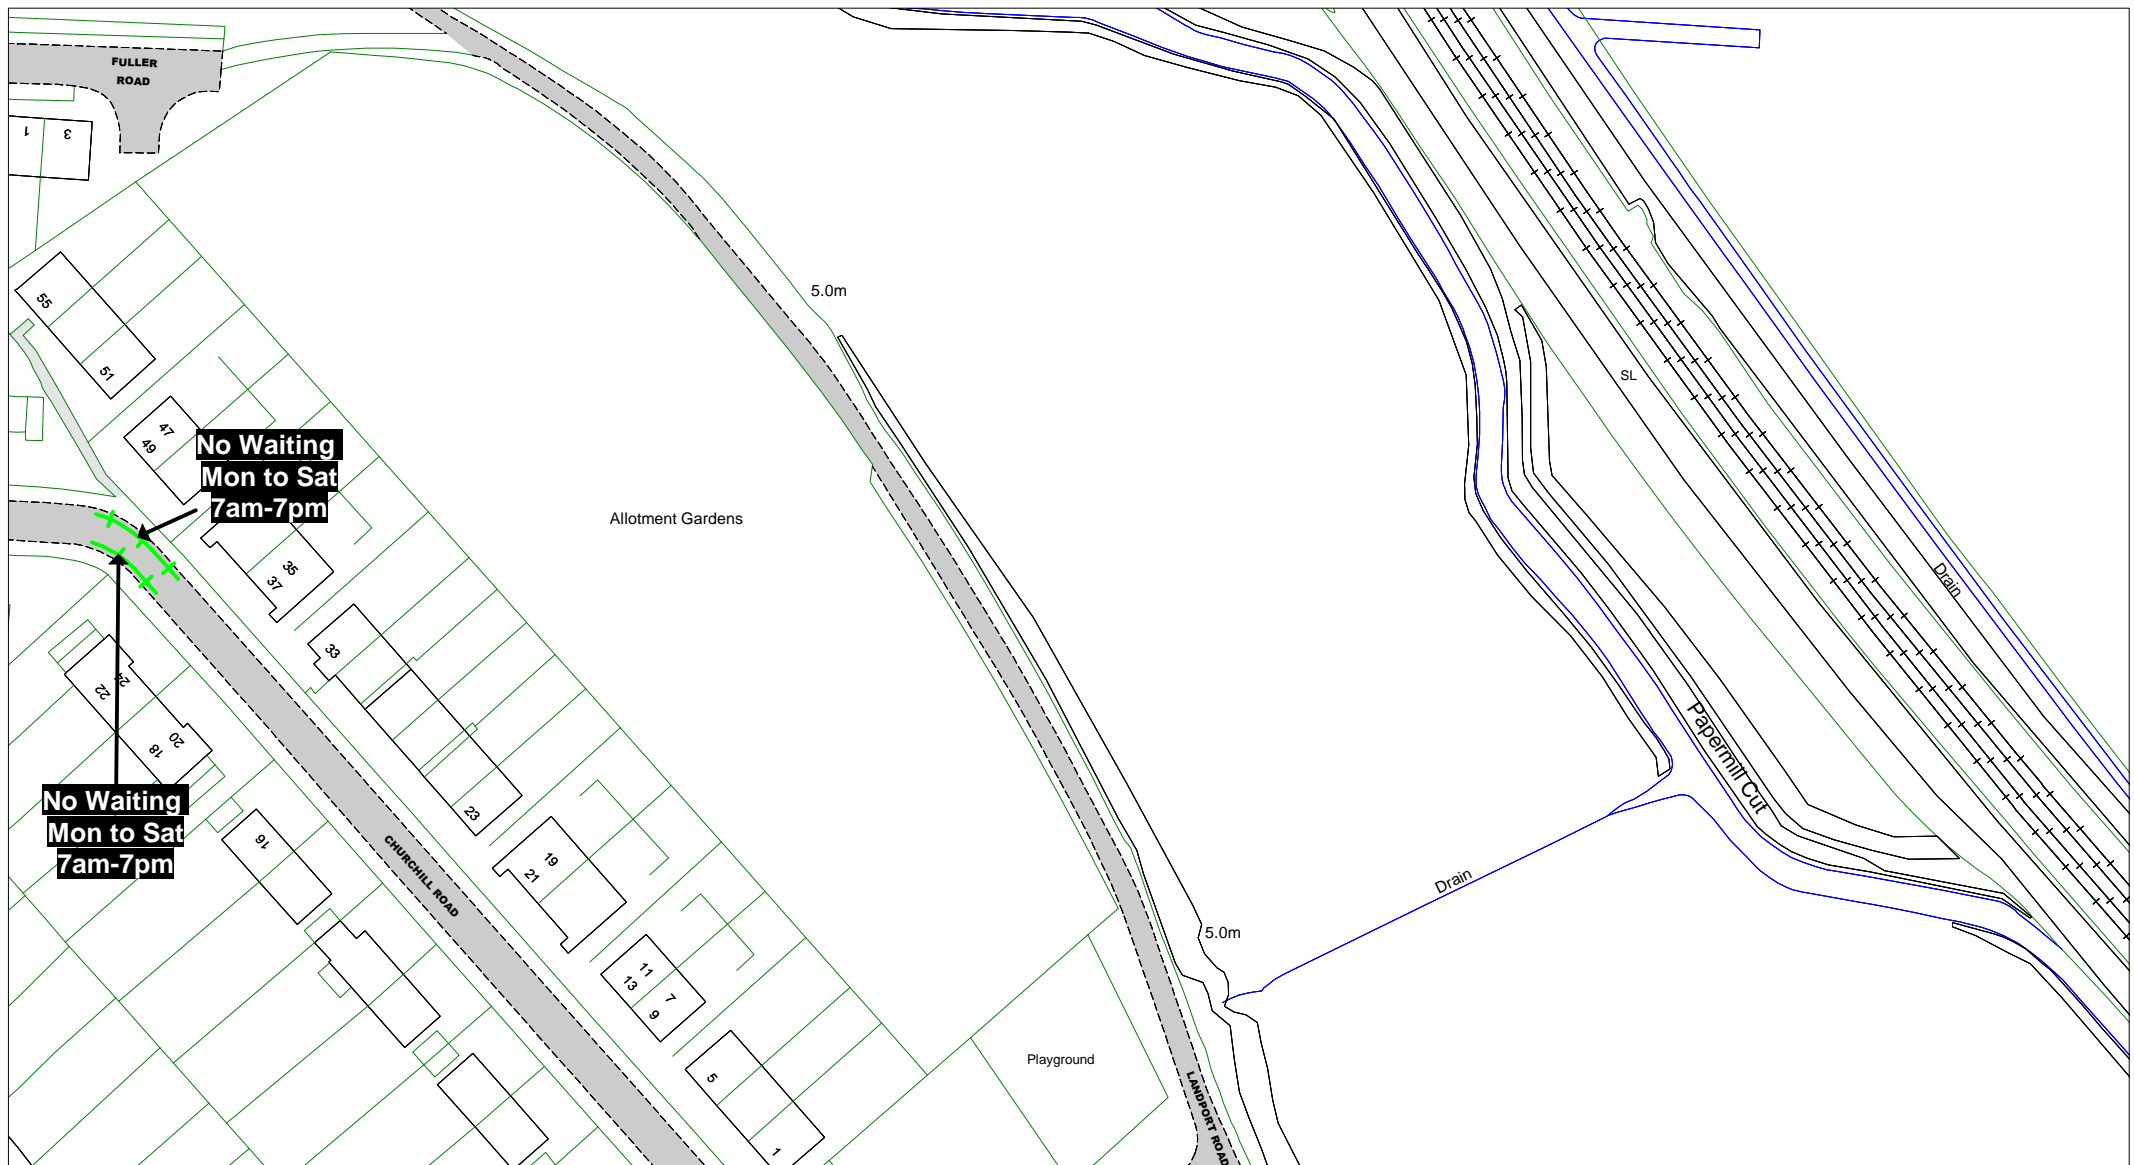 FULLER
ROAD
1
3
5.0m
55
51
SL
47
49
No Waiting
Mon to Sat
7am-7pm
Allotment Gardens
35
37
Drain
33
24
22
20
18
Papermill Cut
No Waiting
Mon to Sat
7am-7pm
23
16
CHURCHILL ROAD
19
21
Drain
5.0m
11
13
7
9
Playground
5
1
LANDPORT ROAD